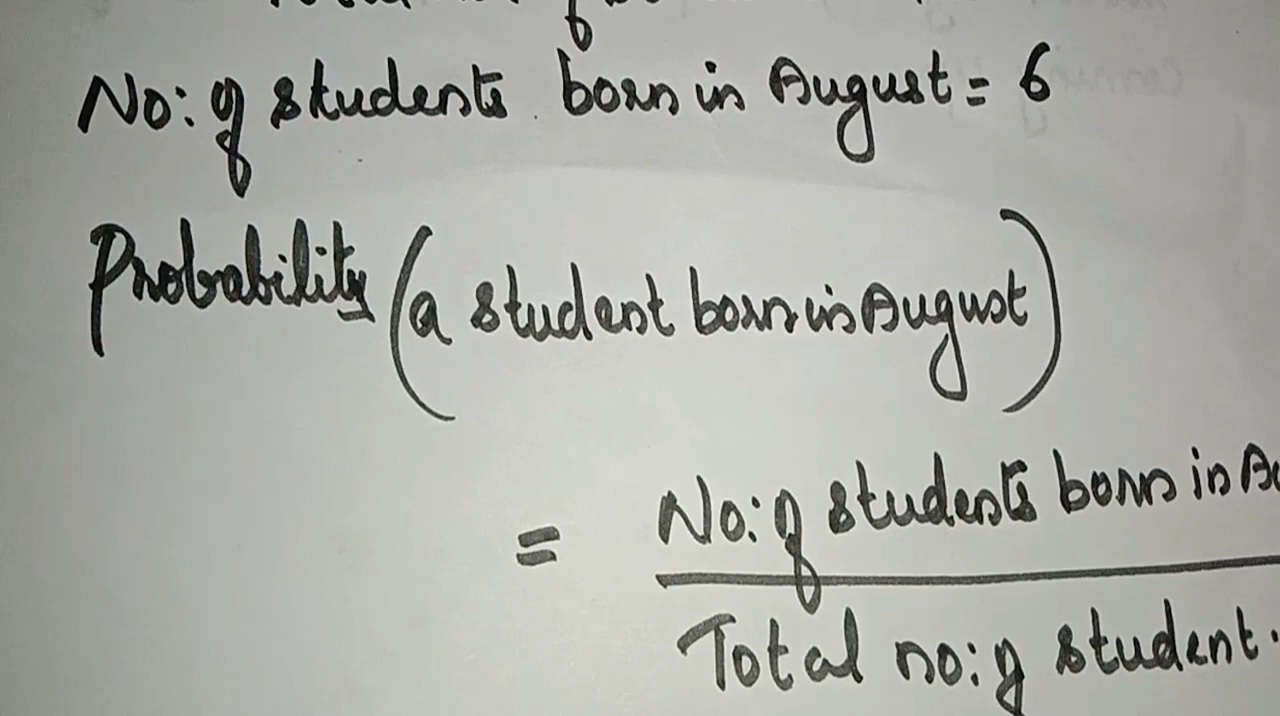 No: of students born in August = 6
Probability (a student born in August)
= No: of students born in
Total no: of student